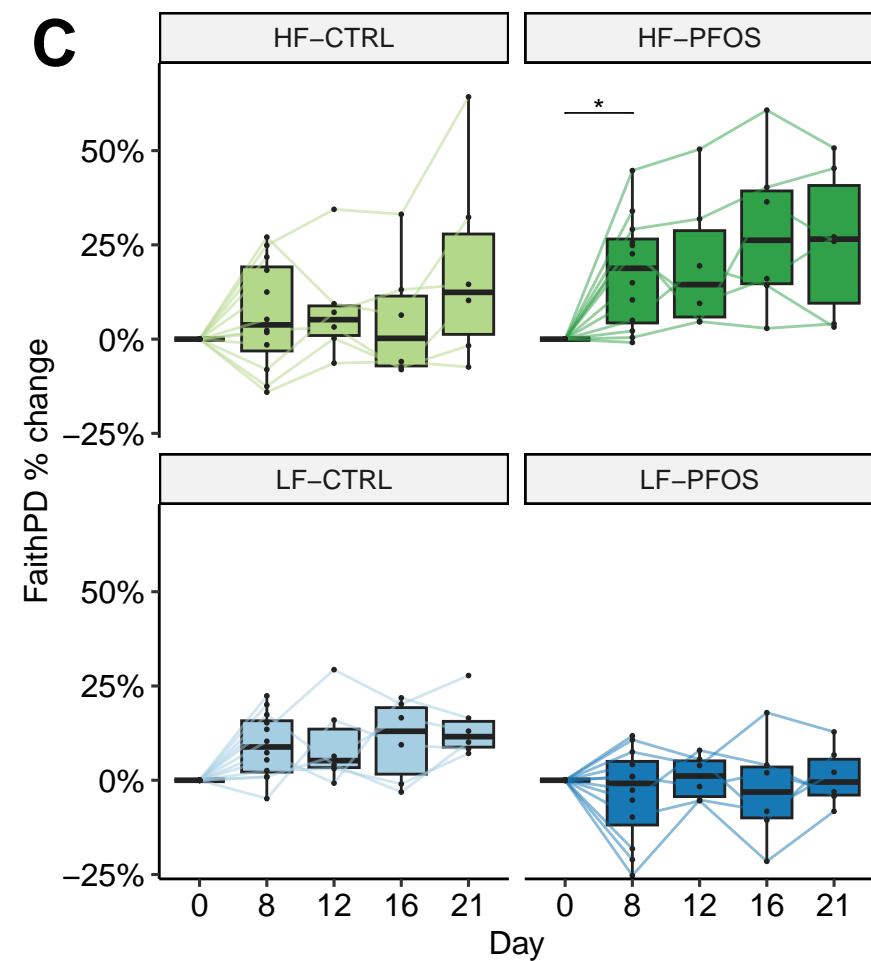 C
HF−CTRL
HF−PFOS
*
50%
25%
0%
−25%
FaithPD % change
LF−CTRL
LF−PFOS
50%
25%
0%
−25%
0 8 12 16 21
0 8 12 16 21
Day